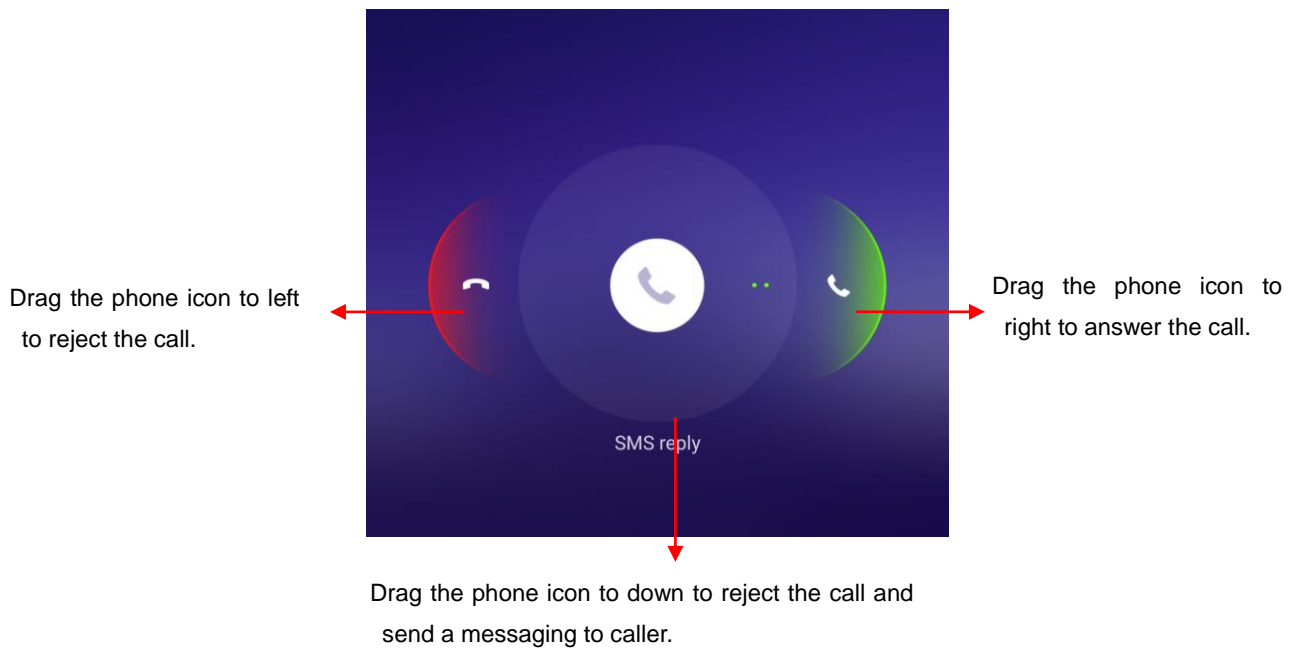 Drag the phone icon to left
to reject the call.
Drag the phone icon to
right to answer the call.
SMS reply
Drag the phone icon to down to reject the call and
send a messaging to caller.